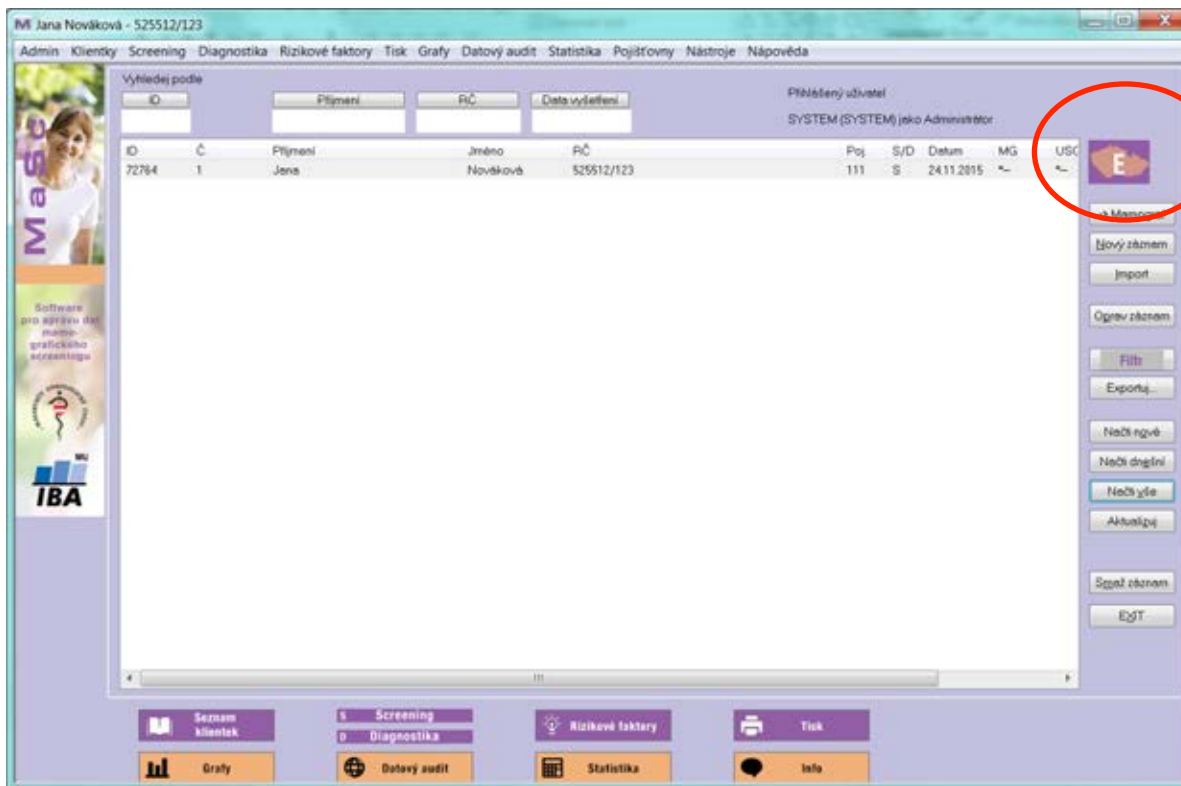 M Jana Nováková - 525512/123
Admin Klientky Screening Diagnostika Rizikové faktory Tisk Grafy Datový audit Statistika Pojišťovny Nástroje Nápověda
Vyhledej podle
ID Příjmení RČ Data vyšetření
Přihlášený uživatel
SYSTEM (SYSTEM) jako Administrátor
ID Č Příjmení Jméno RČ Poj S/D Datum MG USG
72764 1 Jana Nováková 525512/123 111 S 24.11.2015 *-- *--
MaSc
Software
pro správu dat
mamo-
grafického
screeningu
MU
IBA
E
-> Mamograf
Nový záznam
Import
Oprav záznam
Filtr
Exportuj...
Načti nové
Načti dnešní
Načti vše
Aktualizuj
Smaž záznam
EXIT
Seznam
klientek
S Screening
D Diagnostika
Rizikové faktory
Tisk
Grafy
Datový audit
Statistika
Info